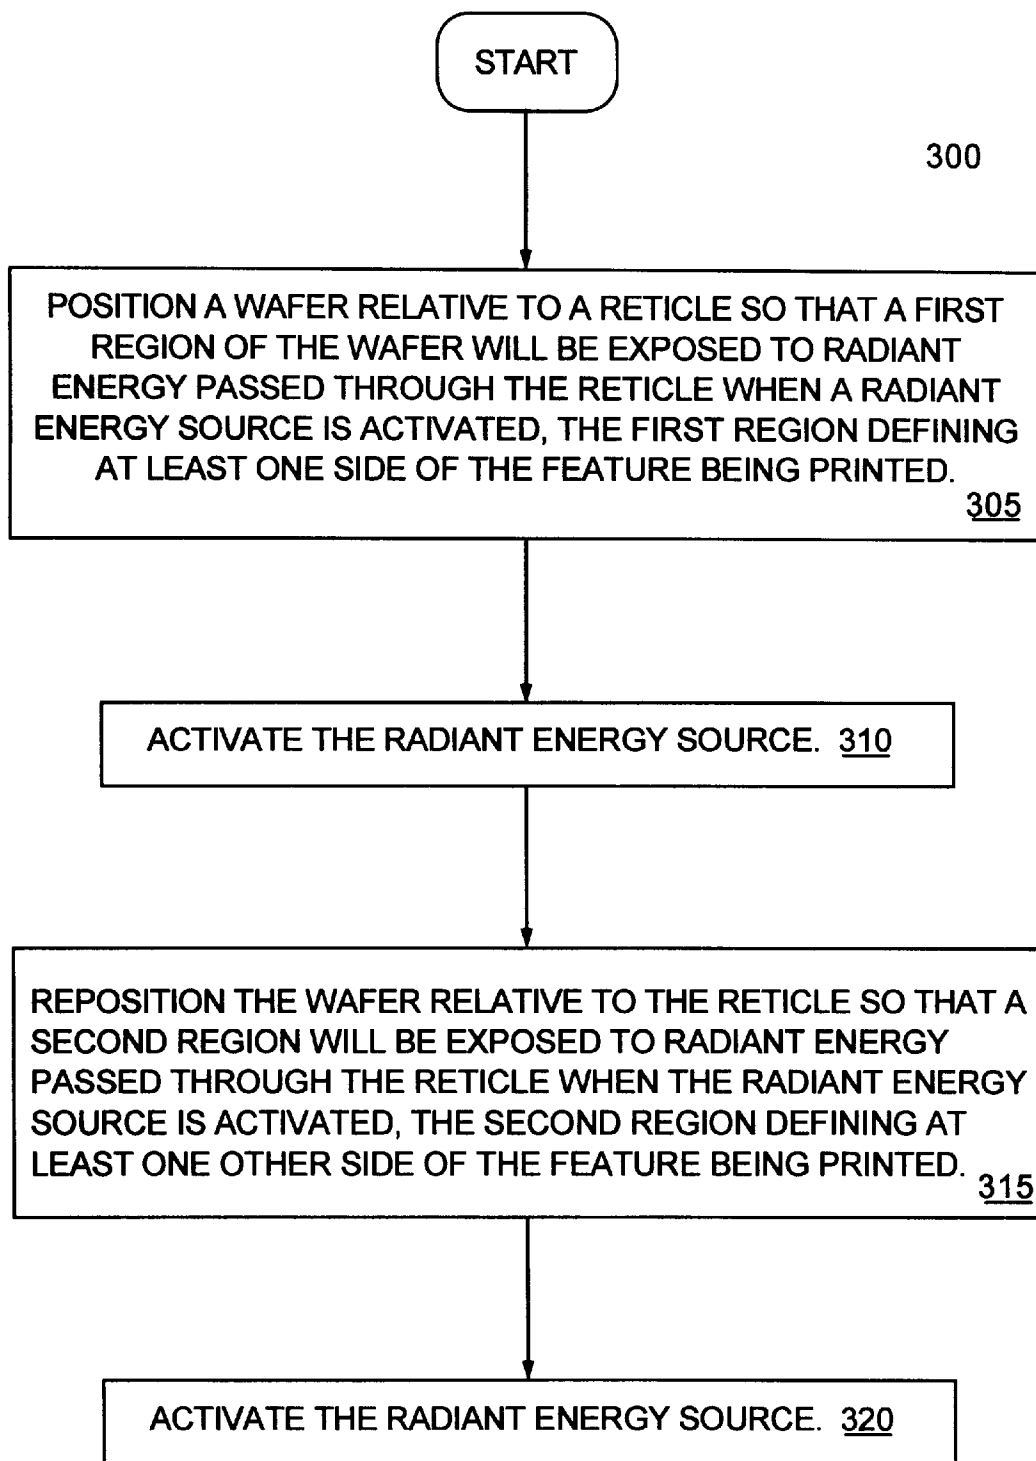 START
300
POSITION A WAFER RELATIVE TO A RETICLE SO THAT A FIRST
REGION OF THE WAFER WILL BE EXPOSED TO RADIANT
ENERGY PASSED THROUGH THE RETICLE WHEN A RADIANT
ENERGY SOURCE IS ACTIVATED, THE FIRST REGION DEFINING
AT LEAST ONE SIDE OF THE FEATURE BEING PRINTED.
305
ACTIVATE THE RADIANT ENERGY SOURCE. 310
REPOSITION THE WAFER RELATIVE TO THE RETICLE SO THAT A
SECOND REGION WILL BE EXPOSED TO RADIANT ENERGY
PASSED THROUGH THE RETICLE WHEN THE RADIANT ENERGY
SOURCE IS ACTIVATED, THE SECOND REGION DEFINING AT
LEAST ONE OTHER SIDE OF THE FEATURE BEING PRINTED.
315
ACTIVATE THE RADIANT ENERGY SOURCE. 320